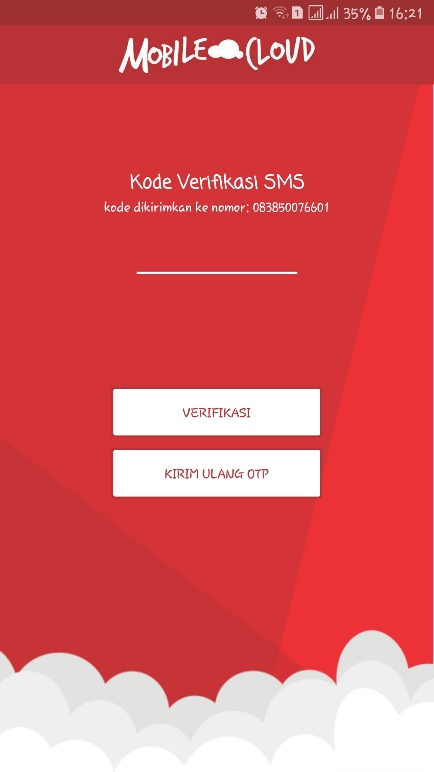 35% 16:21
MOBILE CLOUD
Kode Verifikasi SMS
kode dikirimkan ke nomor: 083850076601
VERIFIKASI
KIRIM ULANG OTP